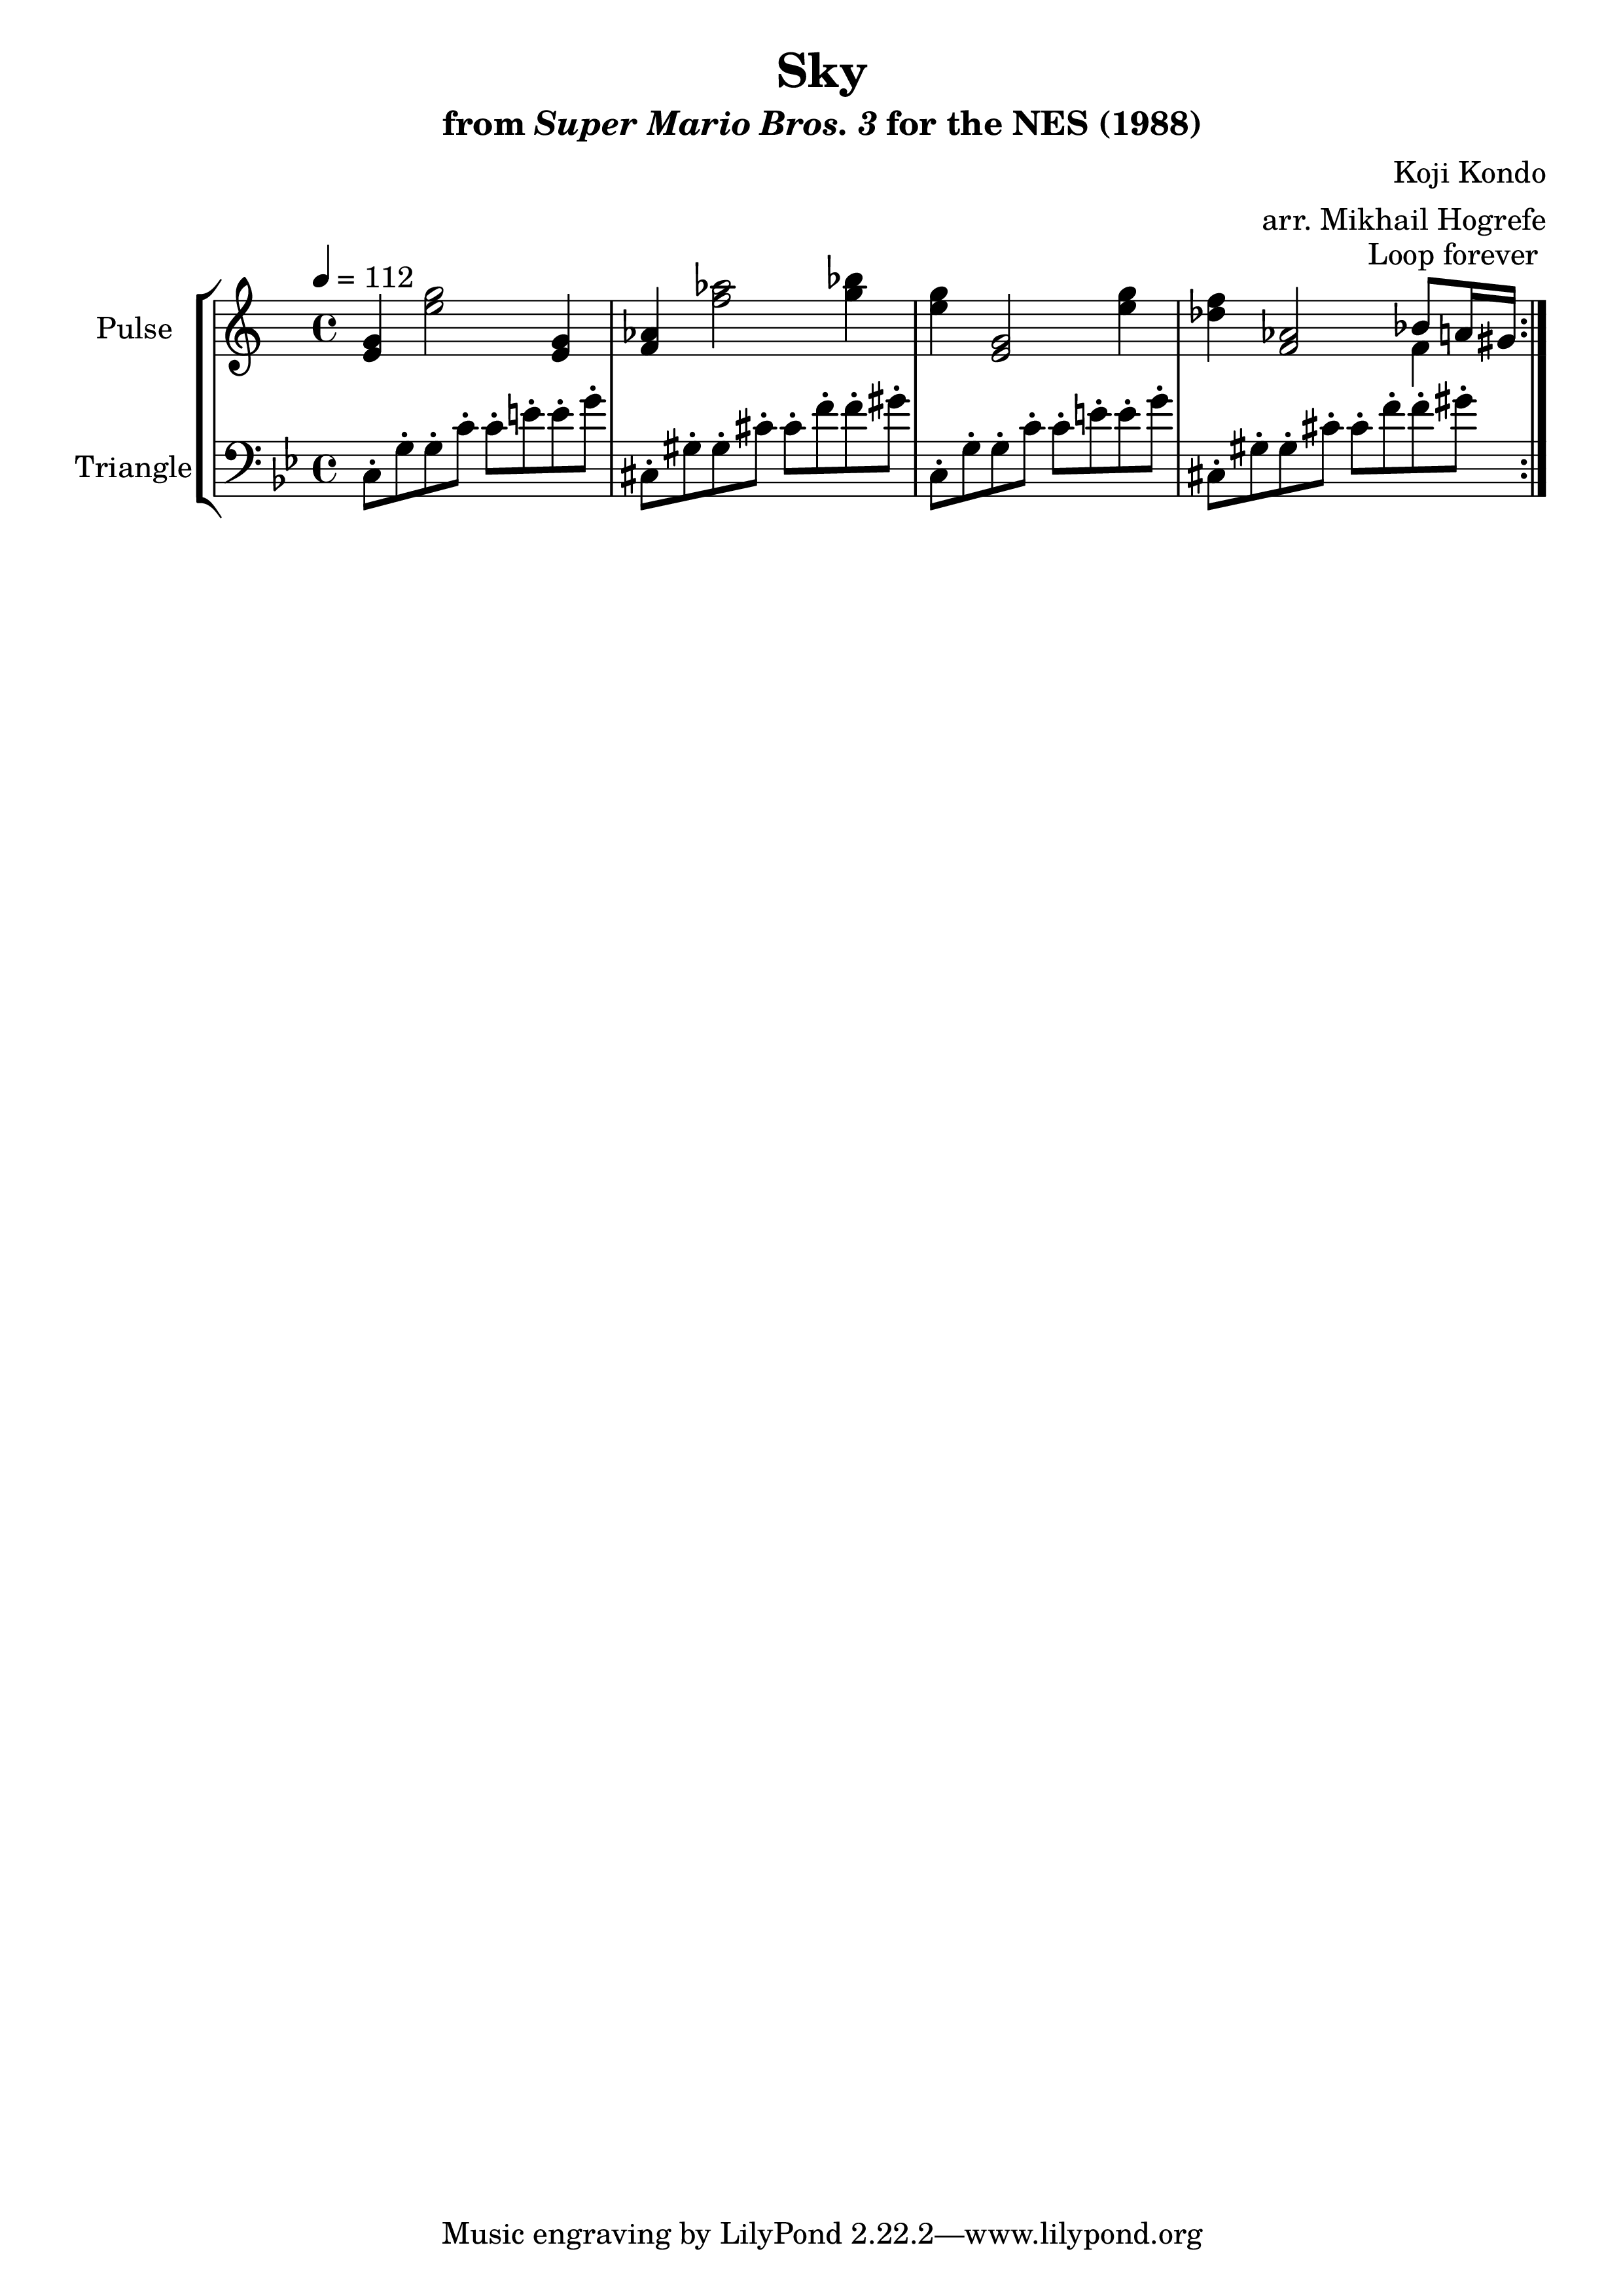 Sky
from Super Mario Bros. 3 for the NES (1988)
Koji Kondo
arr. Mikhail Hogrefe
Loop forever
= 112
Pulse
Triangle
Music engraving by LilyPond 2.22.2—www.lilypond.org